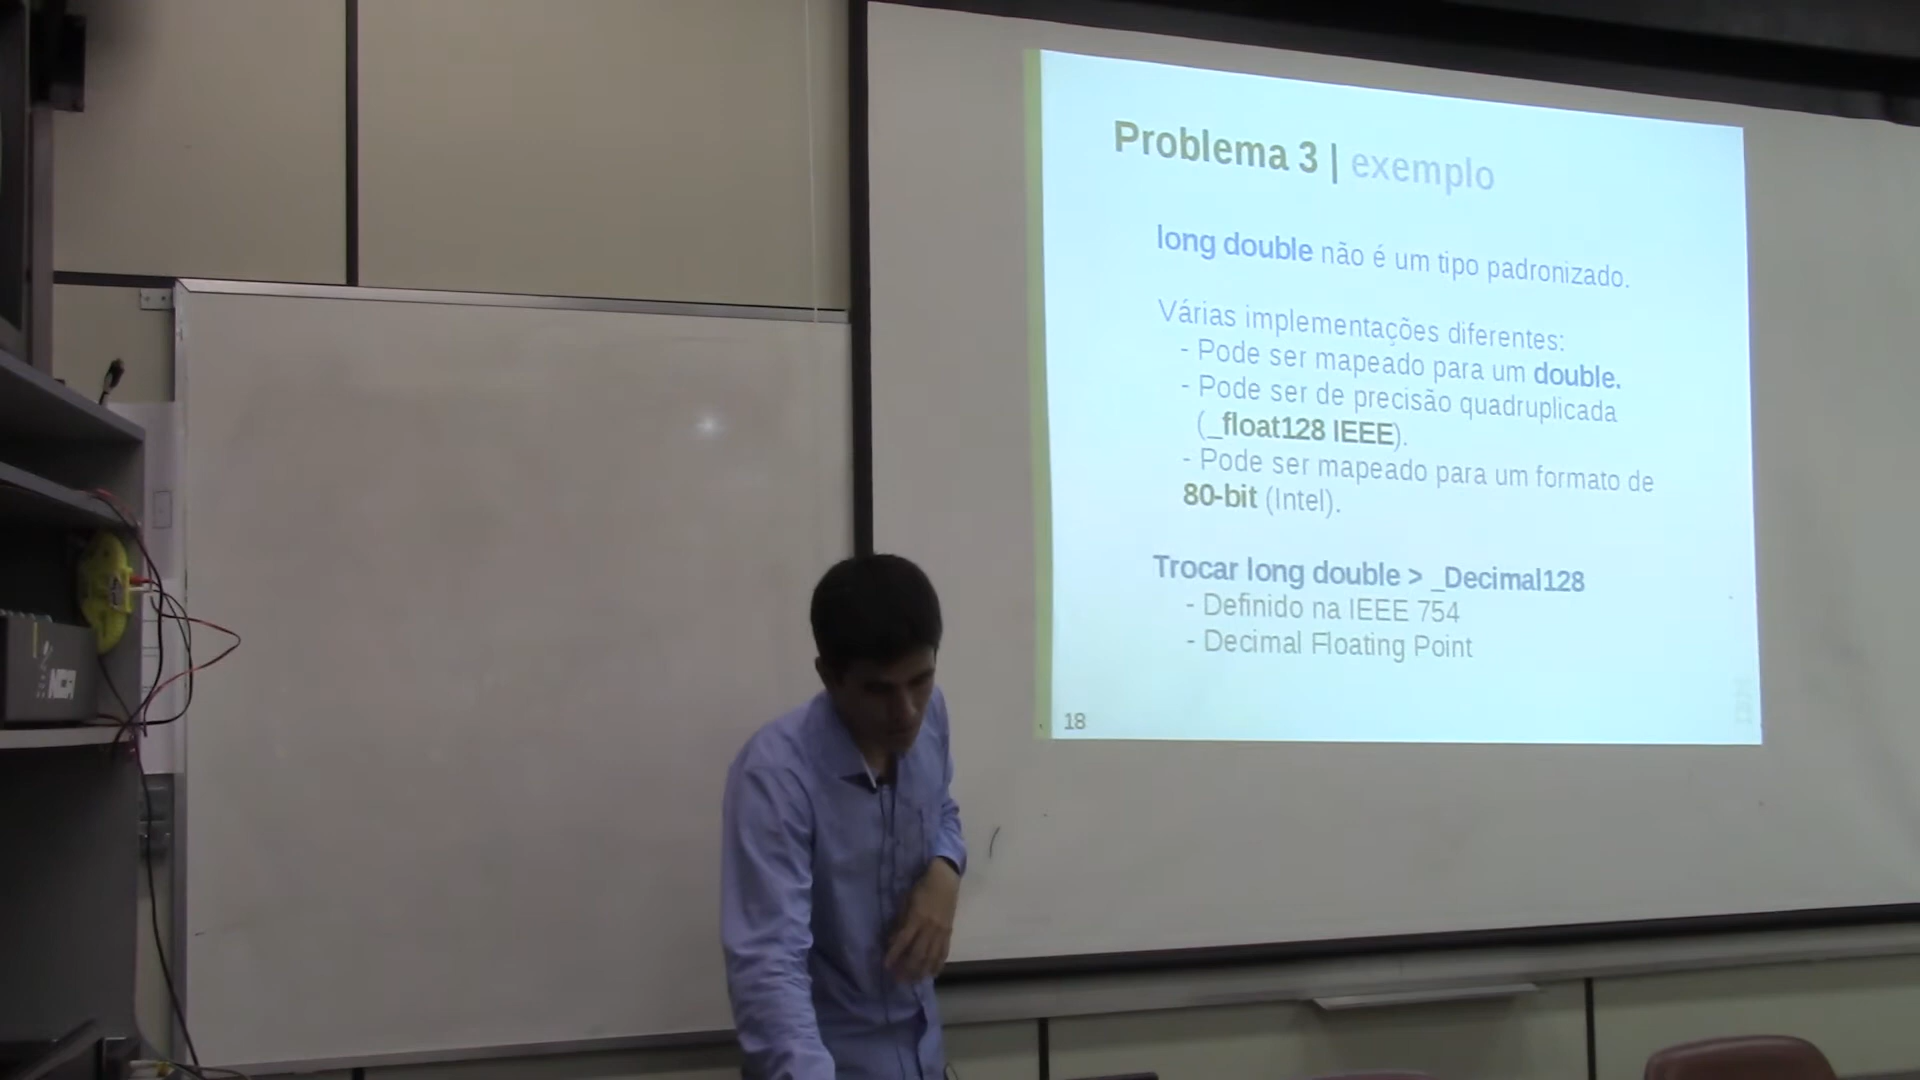 Problema 3 | exemplo
long double não é um tipo padronizado.
Várias implementações diferentes:
- Pode ser mapeado para um double.
- Pode ser de precisão quadruplicada
(_float128 IEEE).
- Pode ser mapeado para um formato de
80-bit (Intel).
Trocar long double > _Decimal128
- Definido na IEEE 754
- Decimal Floating Point
18